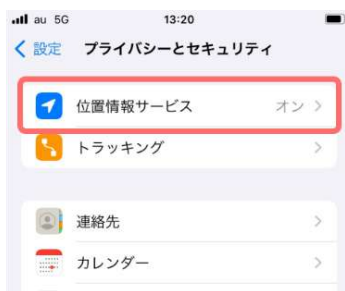 au 5G 13:20
設定 プライバシーとセキュリティ
位置情報サービス オン
トラッキング
連絡先
カレンダー